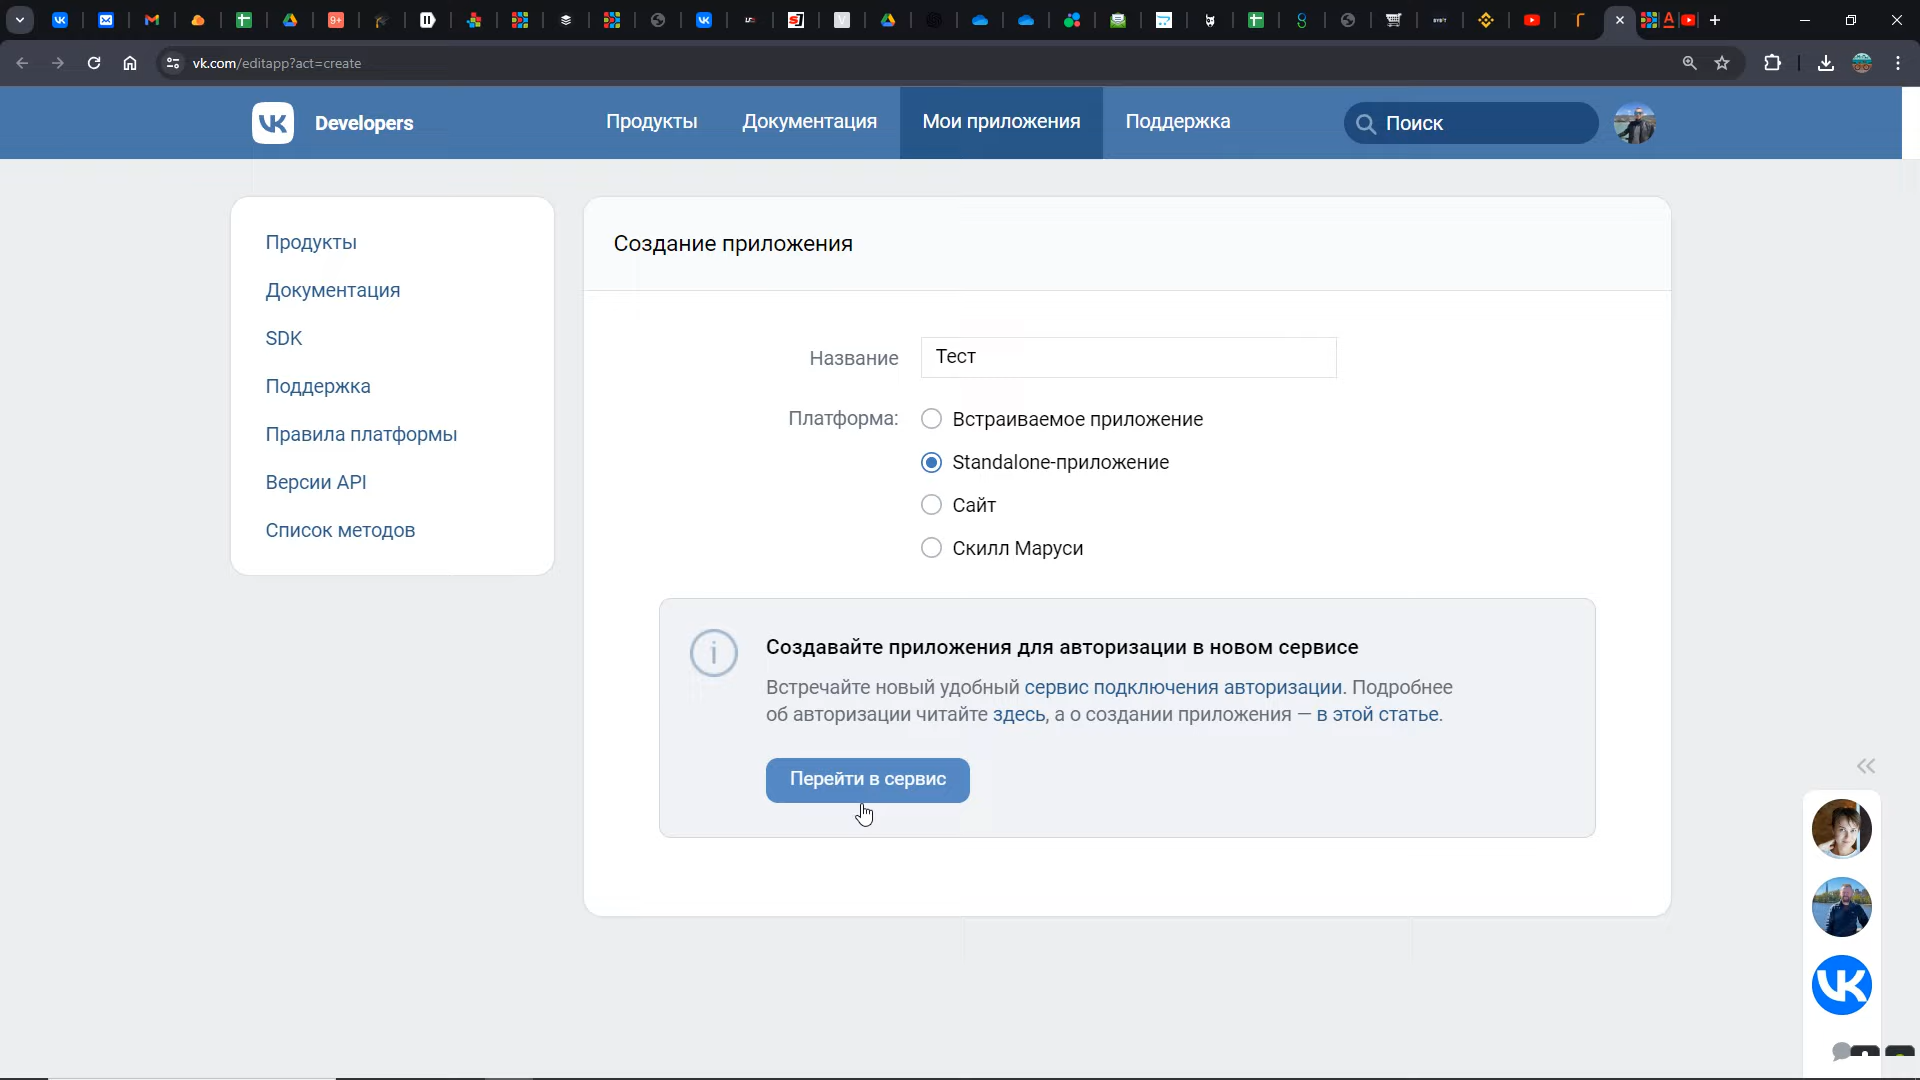 vk.com/editapp?act=create
VK Developers
Продукты
Документация
Мои приложения
Поддержка
Поиск
Продукты
Документация
SDK
Поддержка
Правила платформы
Версии API
Список методов
Создание приложения
Название
Тест
Платформа:
Встраиваемое приложение
Standalone-приложение
Сайт
Скилл Маруси
Создавайте приложения для авторизации в новом сервисе
Встречайте новый удобный сервис подключения авторизации. Подробнее
об авторизации читайте здесь, а о создании приложения — в этой статье.
Перейти в сервис
VK